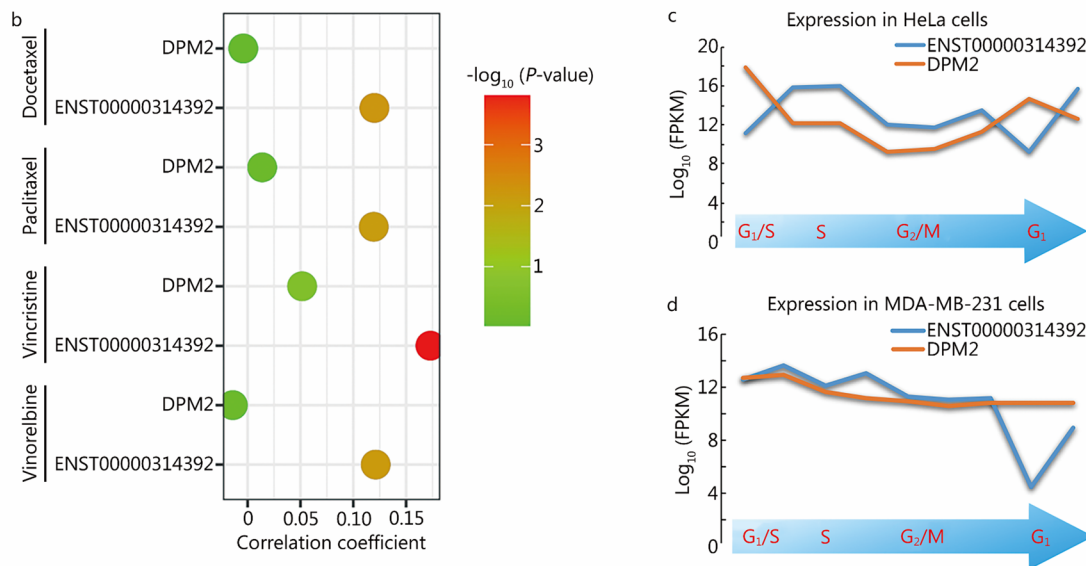 b
Docetaxel
DPM2
ENST00000314392
Paclitaxel
DPM2
ENST00000314392
Vincristine
DPM2
ENST00000314392
Vinorelbine
DPM2
ENST00000314392
0 0.05 0.10 0.15
Correlation coefficient
-log10 (P-value)
3
2
1
c
Expression in HeLa cells
ENST00000314392
DPM2
Log10 (FPKM)
20
16
12
8
4
0
G1/S S G2/M G1
d
Expression in MDA-MB-231 cells
ENST00000314392
DPM2
Log10 (FPKM)
16
12
8
4
0
G1/S S G2/M G1